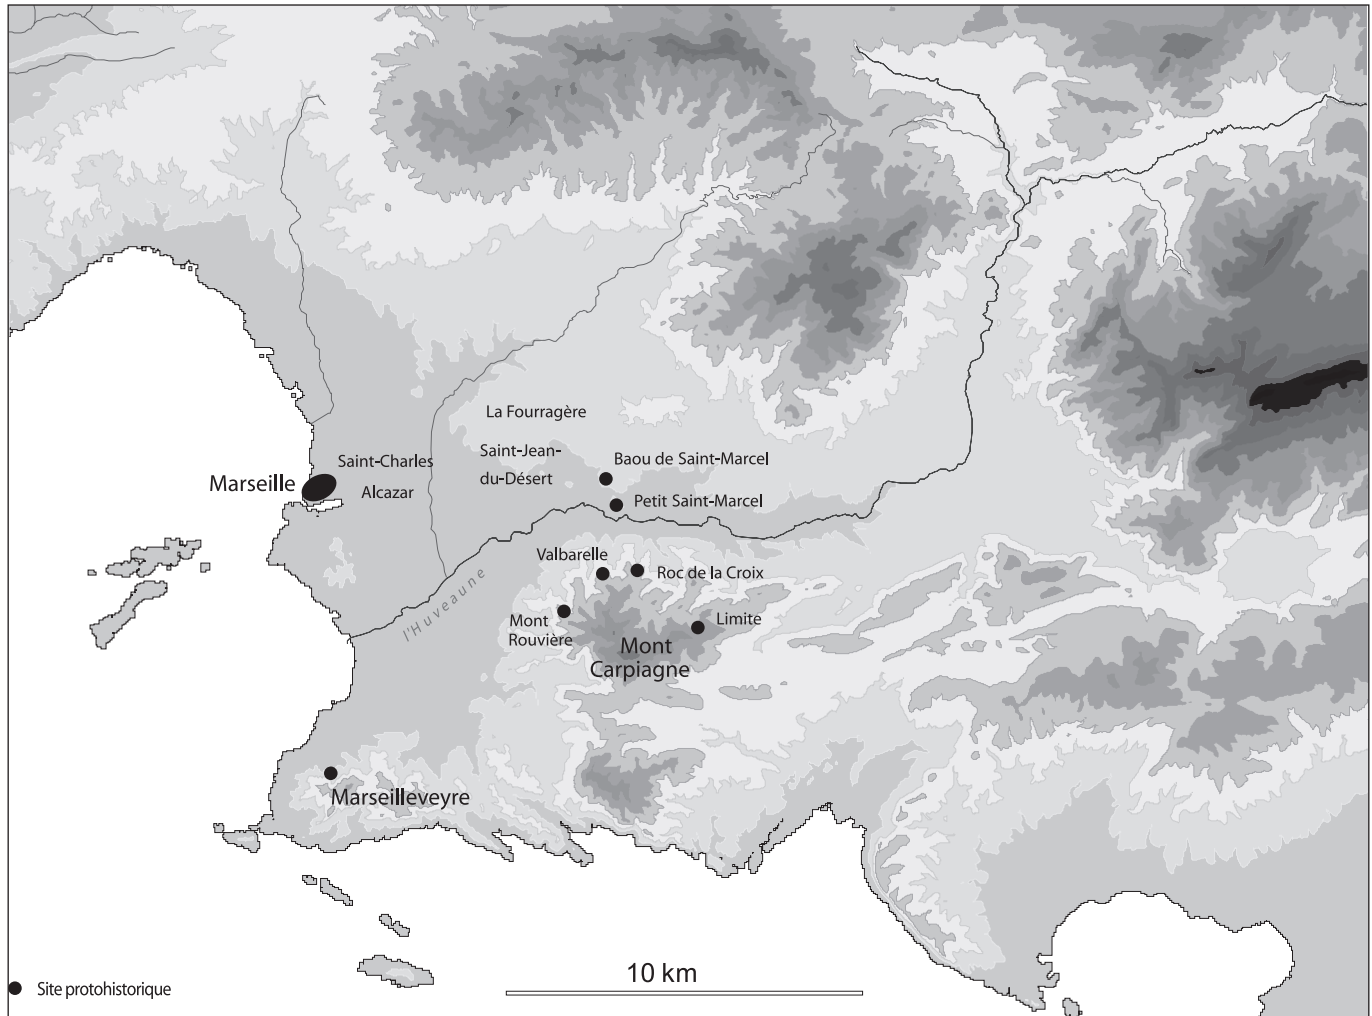 La Fourragère
Saint-Jean-
du-Désert
Baou de Saint-Marcel
Saint-Charles
Marseille
Alcazar
Petit Saint-Marcel
Valbarelle
Roc de la Croix
l'Huveaune
Mont
Rouvière
Limite
Mont
Carpiagne
Marseilleveyre
10 km
Site protohistorique